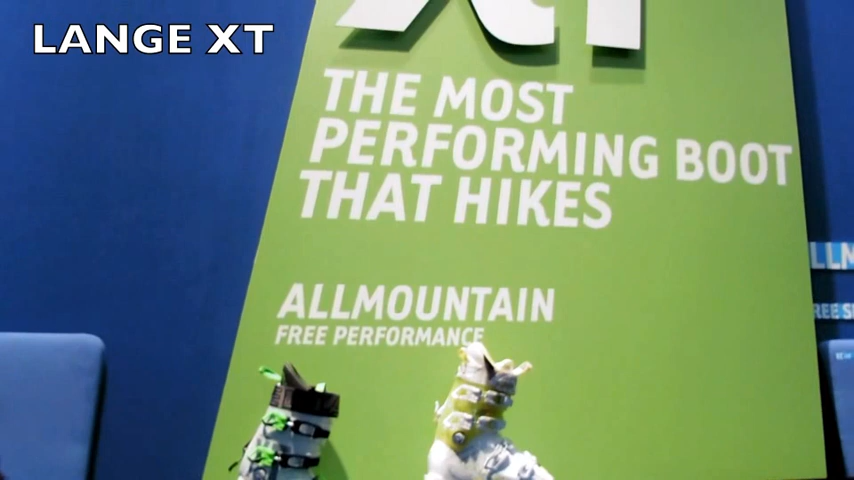 LANGE XT
XT
THE MOST
PERFORMING BOOT
THAT HIKES
ALLMOUNTAIN
FREE PERFORMANCE